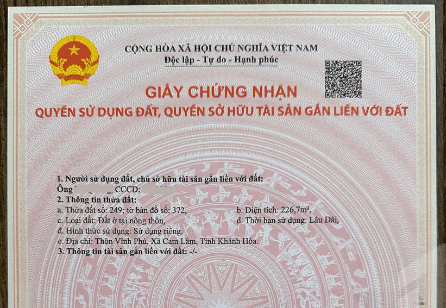 CỘNG HÒA XÃ HỘI CHỦ NGHĨA VIỆT NAM
Độc lập - Tự do - Hạnh phúc
GIẤY CHỨNG NHẬN
QUYỀN SỬ DỤNG ĐẤT, QUYỀN SỞ HỮU TÀI SẢN GẮN LIỀN VỚI ĐẤT
1. Người sử dụng đất, chủ sở hữu tài sản gắn liền với đất:
Ông CCCD:
2. Thông tin thửa đất:
a. Thửa đất số: 249; tờ bản đồ số: 372, b. Diện tích: 226,7m²;
c. Loại đất: Đất ở tại nông thôn, d. Thời hạn sử dụng: Lâu Dài,
đ. Hình thức sử dụng: Sử dụng riêng,
e. Địa chỉ: Thôn Vĩnh Phú, Xã Cam Lâm, Tỉnh Khánh Hòa.
3. Thông tin tài sản gắn liền với đất: -/-